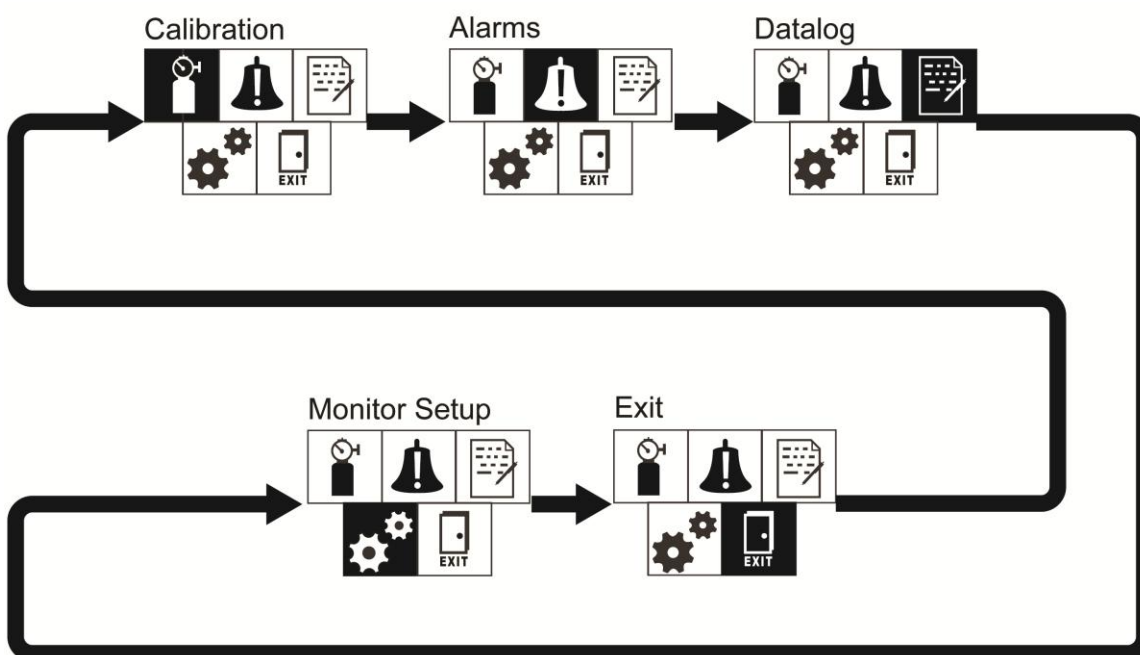 Calibration
Alarms
Datalog
EXIT
EXIT
EXIT
Monitor Setup
Exit
EXIT
EXIT